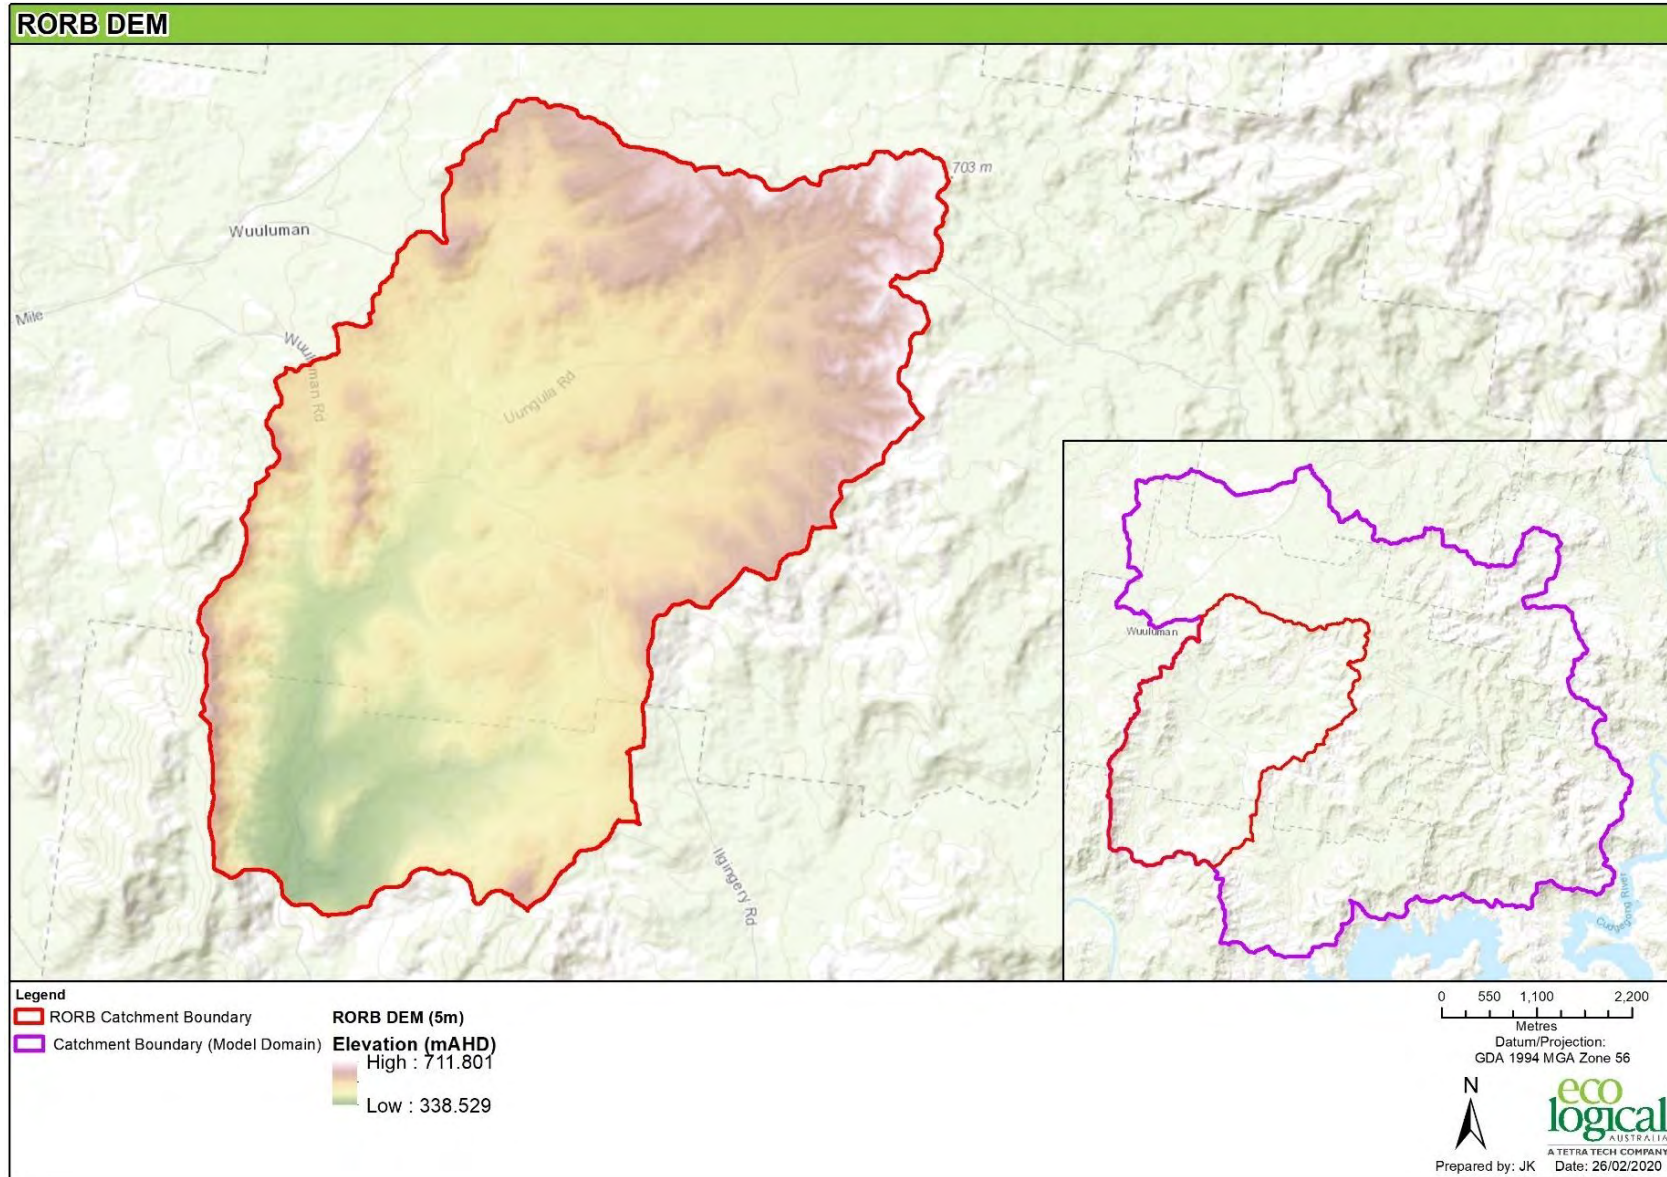 RORB DEM
703 m
Wuuluman
Mile
Wuuluman Rd
Uungula Rd
Ilgingery Rd
Wuuluman
Cudgegong River
Legend
RORB Catchment Boundary
Catchment Boundary (Model Domain)
RORB DEM (5m)
Elevation (mAHD)
High : 711.801
Low : 338.529
0 550 1,100 2,200
Metres
Datum/Projection:
GDA 1994 MGA Zone 56
N
eco
logical
AUSTRALIA
A TETRA TECH COMPANY
Prepared by: JK Date: 26/02/2020